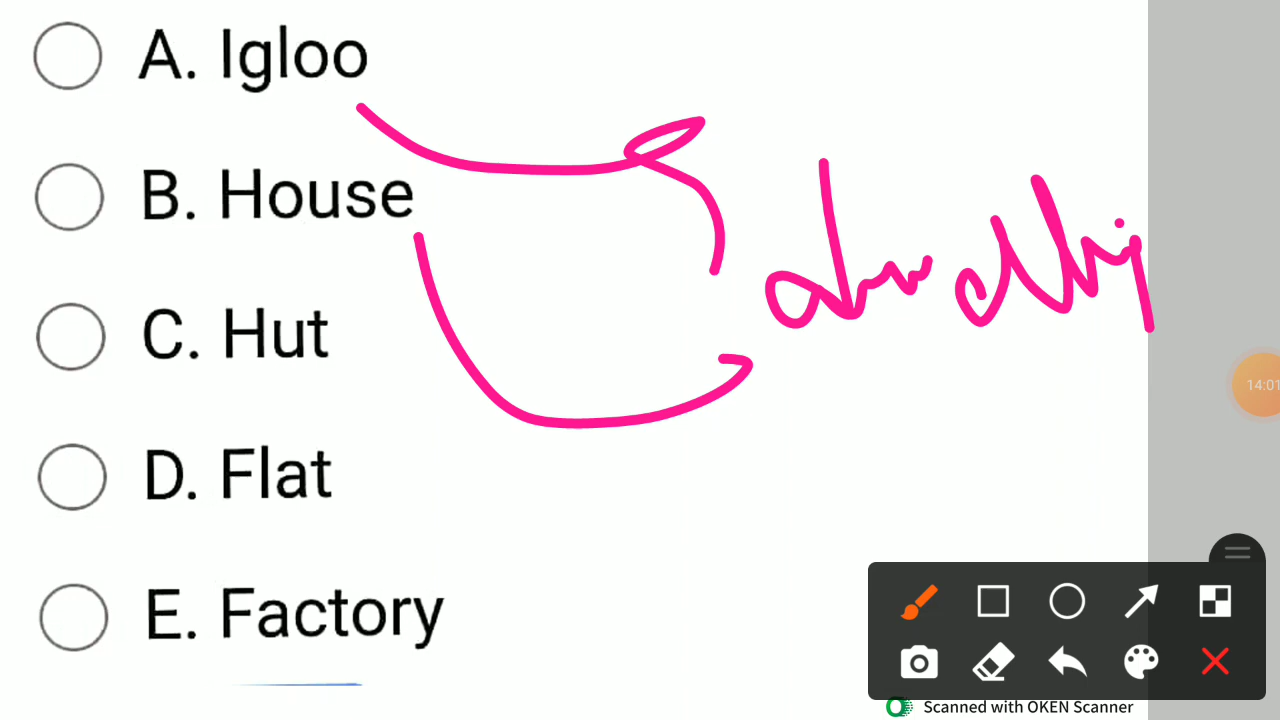 A. Igloo
B. House
C. Hut
D. Flat
E. Factory
14:01
Scanned with OKEN Scanner